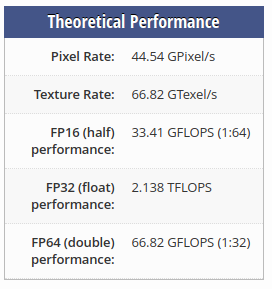 Theoretical Performance
Pixel Rate: 44.54 GPixel/s
Texture Rate: 66.82 GTexel/s
FP16 (half) performance: 33.41 GFLOPS (1:64)
FP32 (float) performance: 2.138 TFLOPS
FP64 (double) performance: 66.82 GFLOPS (1:32)